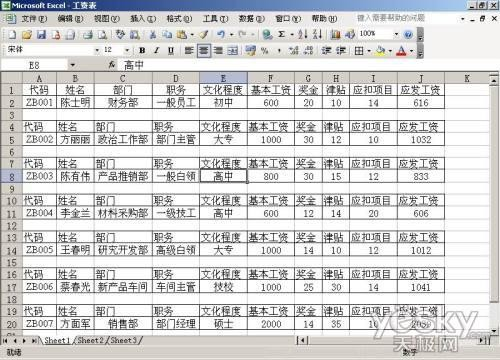 Microsoft Excel - 工资表
文件(F) 编辑(E) 视图(V) 插入(I) 格式(O) 工具(T) 数据(D) 窗口(W) 帮助(H) 键入需要帮助的问题
100%
宋体 12 B I U
E8 fx 高中
A B C D E F G H I J K
1 代码 姓名 部门 职务 文化程度 基本工资 奖金 津贴 应扣项目 应发工资
2 ZB001 陈士明 财务部 一般员工 初中 600 20 10 14 616
3
4 代码 姓名 部门 职务 文化程度 基本工资 奖金 津贴 应扣项目 应发工资
5 ZB002 方丽丽 政治工作部 部门主管 大专 1000 30 12 10 1032
6
7 代码 姓名 部门 职务 文化程度 基本工资 奖金 津贴 应扣项目 应发工资
8 ZB003 陈有伟 产品推销部 一般白领 高中 800 30 15 12 833
9
10 代码 姓名 部门 职务 文化程度 基本工资 奖金 津贴 应扣项目 应发工资
11 ZB004 李金兰 材料采购部 一级技工 高中 600 12 14 20 606
12
13 代码 姓名 部门 职务 文化程度 基本工资 奖金 津贴 应扣项目 应发工资
14 ZB005 王春明 研究开发部 高级白领 大专 1000 14 10 12 1012
15
16 代码 姓名 部门 职务 文化程度 基本工资 奖金 津贴 应扣项目 应发工资
17 ZB006 蔡春光 新产品车间 车间主管 技校 1000 25 30 14 1041
18
19 代码 姓名 部门 职务 文化程度 基本工资 奖金 津贴 应扣项目 应发工资
20 ZB007 方面军 销售部 部门经理 硕士 2000 14 35 10
Sheet1 Sheet2 Sheet3
就绪 数字
yesky
天极网